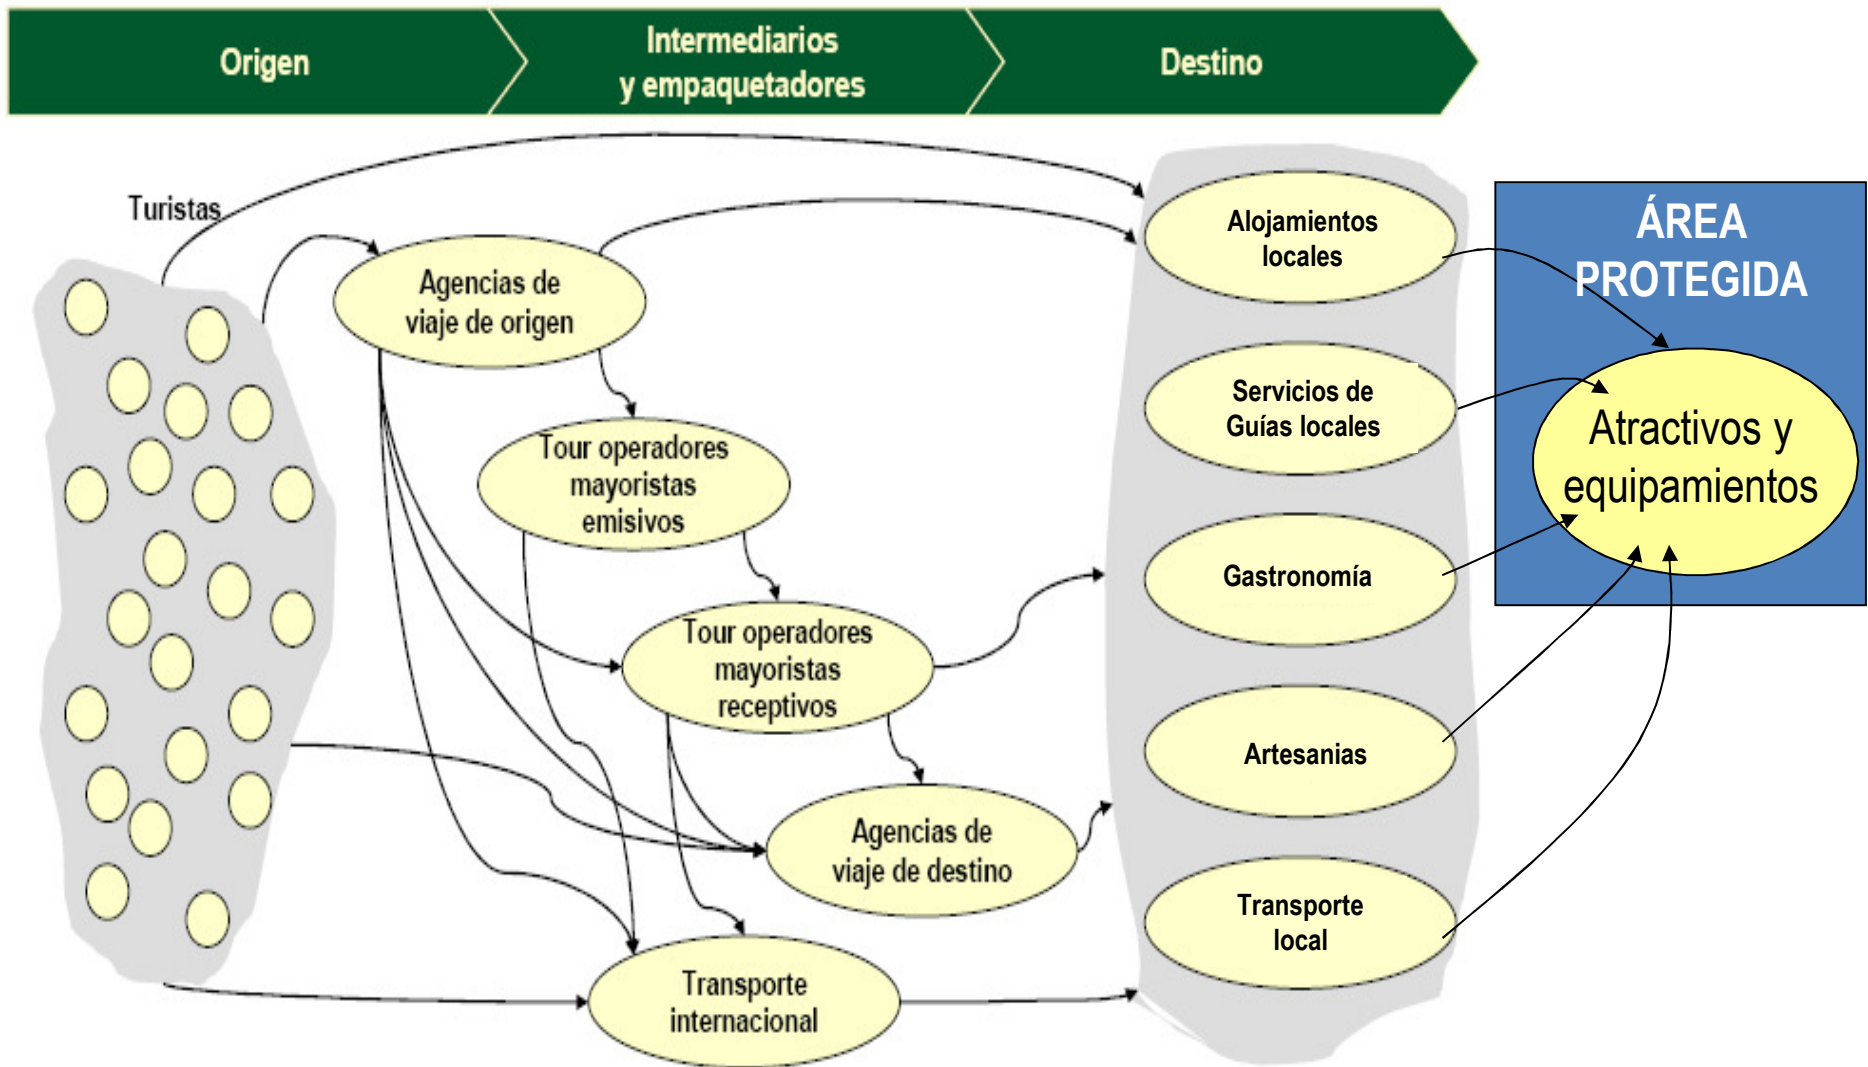 Origen
Intermediarios
y empaquetadores
Destino
Turistas
Agencias de
viaje de origen
Tour operadores
mayoristas
emisivos
Tour operadores
mayoristas
receptivos
Agencias de
viaje de destino
Transporte
internacional
Alojamientos
locales
Servicios de
Guías locales
Gastronomía
Artesanias
Transporte
local
ÁREA
PROTEGIDA
Atractivos y
equipamientos